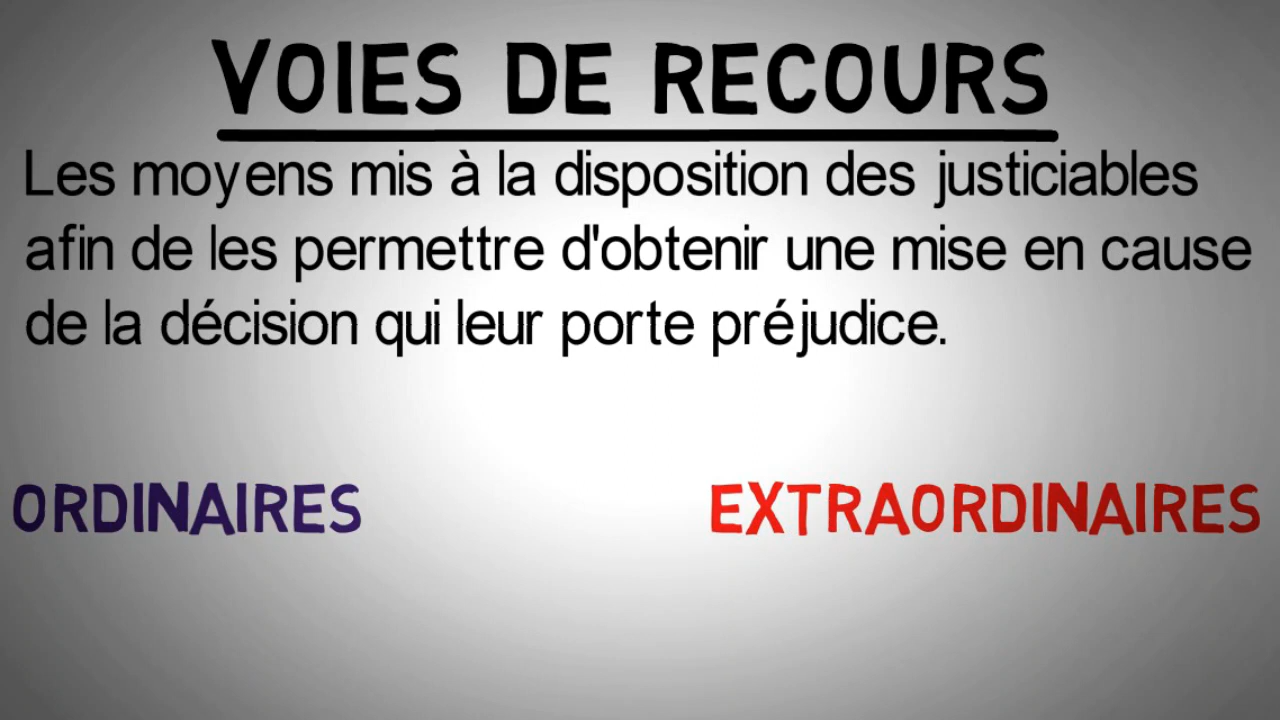 VOIES DE RECOURS
Les moyens mis à la disposition des justiciables
afin de les permettre d'obtenir une mise en cause
de la décision qui leur porte préjudice.
ORDINAIRES
EXTRAORDINAIRES